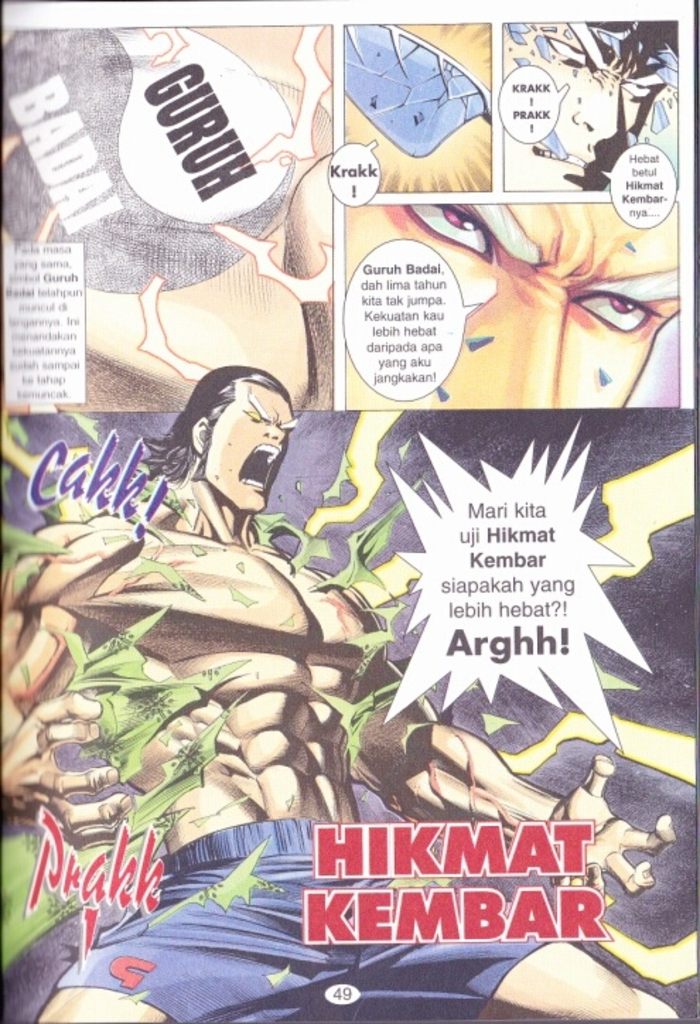 GURUH
BADAI
Pada masa
yang sama,
simbol Guruh
Badai telahpun
muncul di
tangannya. Ini
menandakan
kekuatannya
sudah sampai
ke tahap
kemuncak.
Krakk
!
KRAKK
!
PRAKK
!
Hebat
betul
Hikmat
Kembar-
nya....
Guruh Badai,
dah lima tahun
kita tak jumpa.
Kekuatan kau
lebih hebat
daripada apa
yang aku
jangkakan!
Cakk!
Mari kita
uji Hikmat
Kembar
siapakah yang
lebih hebat?!
Arghh!
Prakk
!
HIKMAT
KEMBAR
G
49